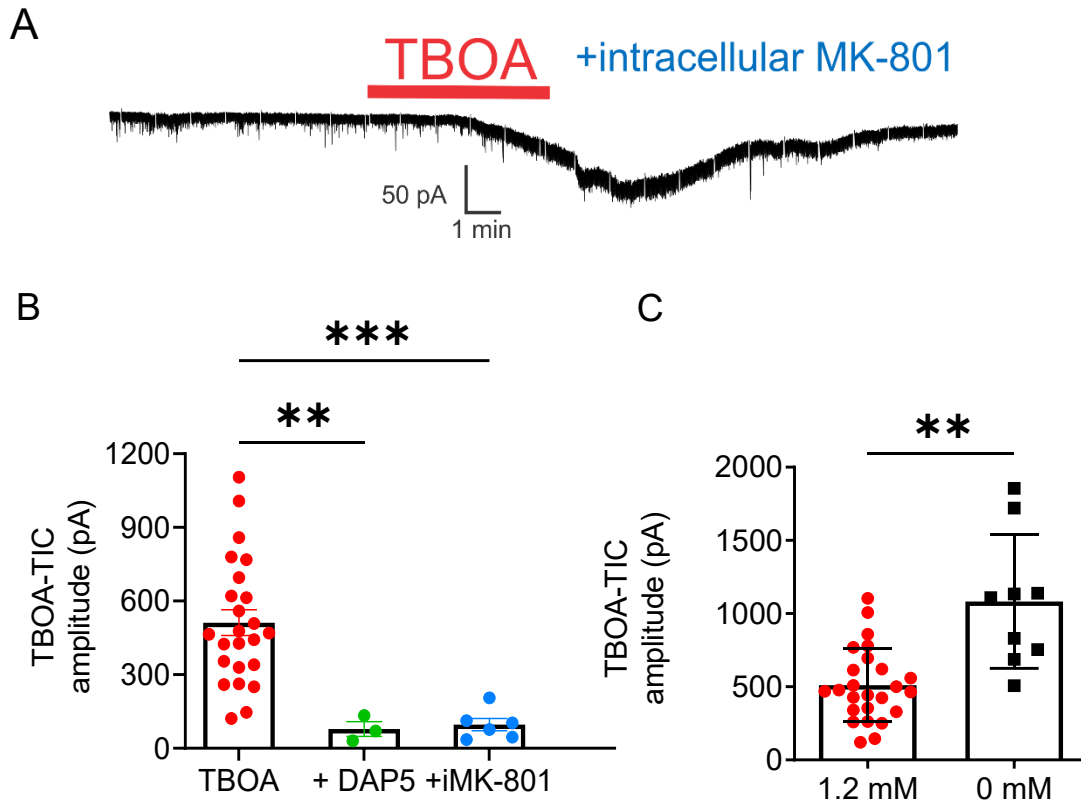 A
TBOA +intracellular MK-801
50 pA
1 min
B
***
**
1200
900
600
300
0
TBOA-TIC
amplitude (pA)
TBOA + DAP5 +iMK-801
C
**
2000
1500
1000
500
0
TBOA-TIC
amplitude (pA)
1.2 mM 0 mM